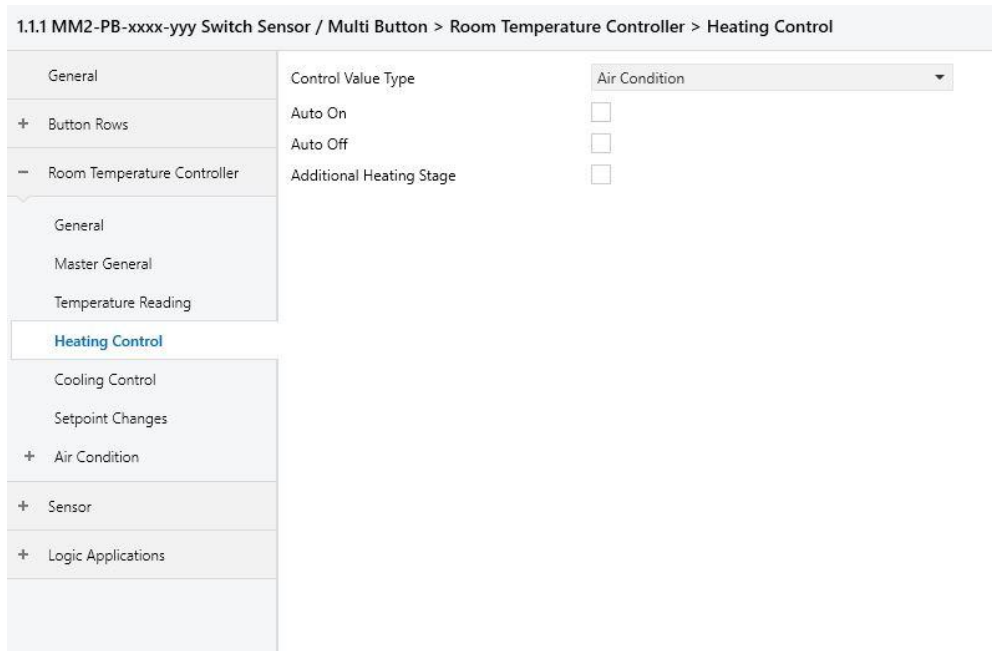 1.1.1 MM2-PB-xxxx-yyy Switch Sensor / Multi Button > Room Temperature Controller > Heating Control
General
+ Button Rows
− Room Temperature Controller
General
Master General
Temperature Reading
Heating Control
Cooling Control
Setpoint Changes
+ Air Condition
+ Sensor
+ Logic Applications
Control Value Type Air Condition
Auto On
Auto Off
Additional Heating Stage